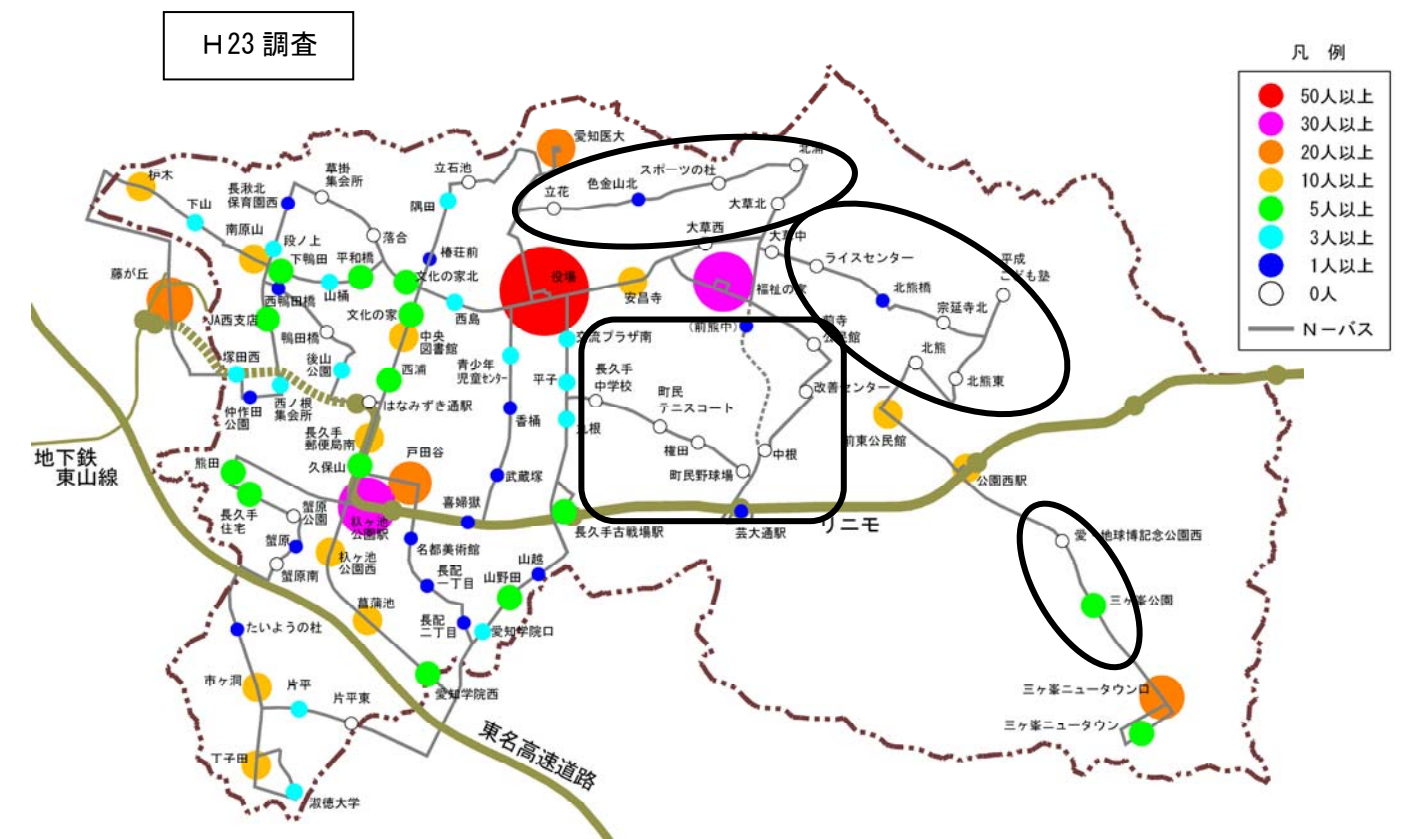 H23 調査
凡 例
50人以上
30人以上
20人以上
10人以上
5人以上
3人以上
1人以上
0人
N－バス
愛知医大
北浦
スポーツの杜
色金山北
立花
大草北
大草西
大草中
立石池
草掛
集会所
杁木
長湫北
保育園西
下山
隅田
南原山
段ノ上
落合
椿荘前
下鴨田
平和橋
藤が丘
文化の家北
役場
安昌寺
福祉の家
ライスセンター
平成
こども塾
北熊橋
宗延寺北
西鴨田橋
山桶
西島
JA西支店
文化の家
鴨田橋
中央
図書館
交流プラザ南
(前熊中)
前寺
公民館
塚田西
後山
公園
西浦
青少年
児童センター
平子
長久手
中学校
町民
テニスコート
改善センター
北熊
北熊東
仲作田
公園
西ノ根
集会所
はなみずき通駅
香桶
丸根
前東公民館
長久手
郵便局南
権田
中根
町民野球場
地下鉄
東山線
熊田
久保山
戸田谷
武蔵塚
公園西駅
長久手
住宅
蟹原
公園
杁ヶ池
公園駅
喜婦嶽
長久手古戦場駅
芸大通駅
リニモ
蟹原
蟹原南
杁ヶ池
公園西
名都美術館
山越
愛・地球博記念公園西
長配
一丁目
山野田
菖蒲池
三ヶ峯公園
たいようの杜
長配
二丁目
愛知学院口
市ヶ洞
片平
片平東
愛知学院西
三ヶ峯ニュータウン口
三ヶ峯ニュータウン
東名高速道路
丁子田
淑徳大学